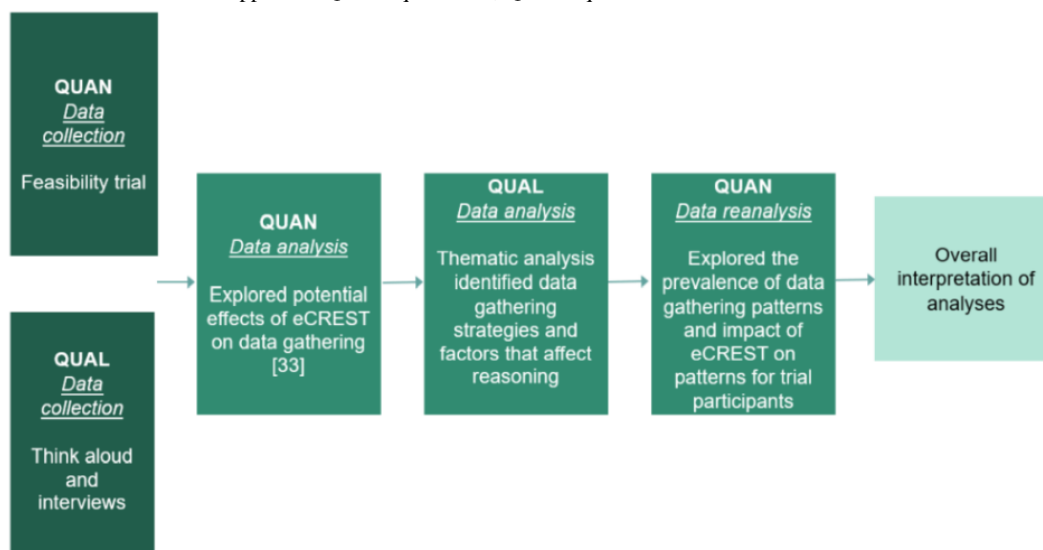 QUAN
Data
collection
Feasibility trial
QUAL
Data
collection
Think aloud
and
interviews
QUAN
Data analysis
Explored potential
effects of eCREST
on data gathering
[33]
QUAL
Data analysis
Thematic analysis
identified data
gathering
strategies and
factors that affect
reasoning
QUAN
Data reanalysis
Explored the
prevalence of data
gathering patterns
and impact of
eCREST on
patterns for trial
participants
Overall
interpretation of
analyses